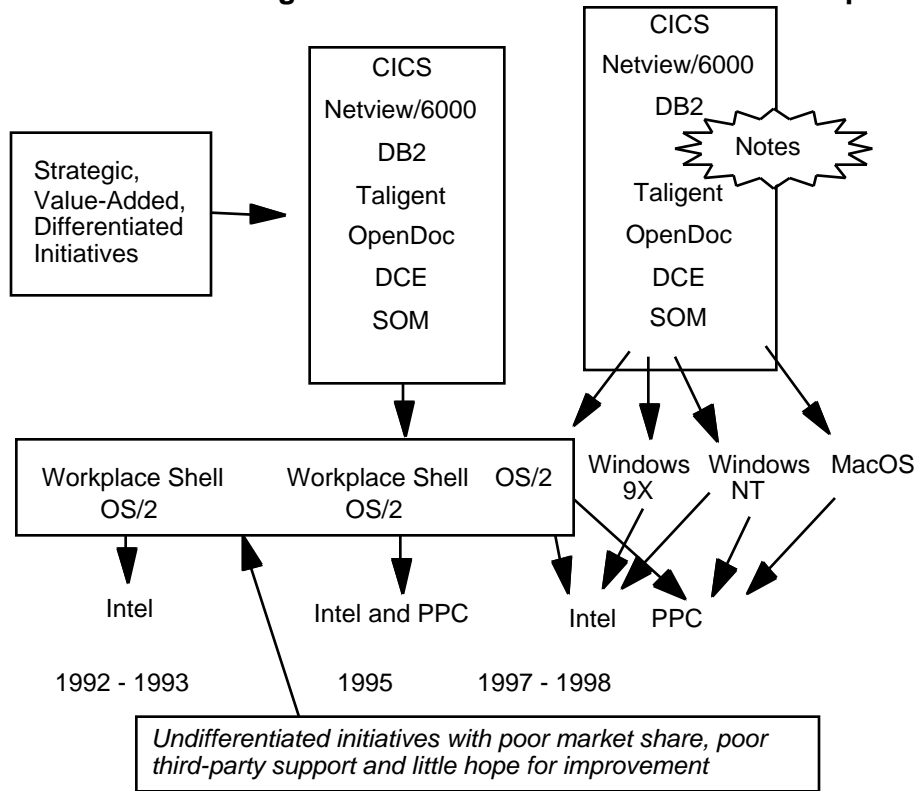 CICS
Netview/6000
DB2
Taligent
OpenDoc
DCE
SOM
CICS
Netview/6000
DB2
Notes
Taligent
OpenDoc
DCE
SOM
Strategic,
Value-Added,
Differentiated
Initiatives
Workplace Shell
OS/2
Workplace Shell
OS/2
OS/2
Windows
9X
Windows
NT
MacOS
Intel
Intel and PPC
Intel
PPC
1992 - 1993
1995
1997 - 1998
Undifferentiated initiatives with poor market share, poor
third-party support and little hope for improvement